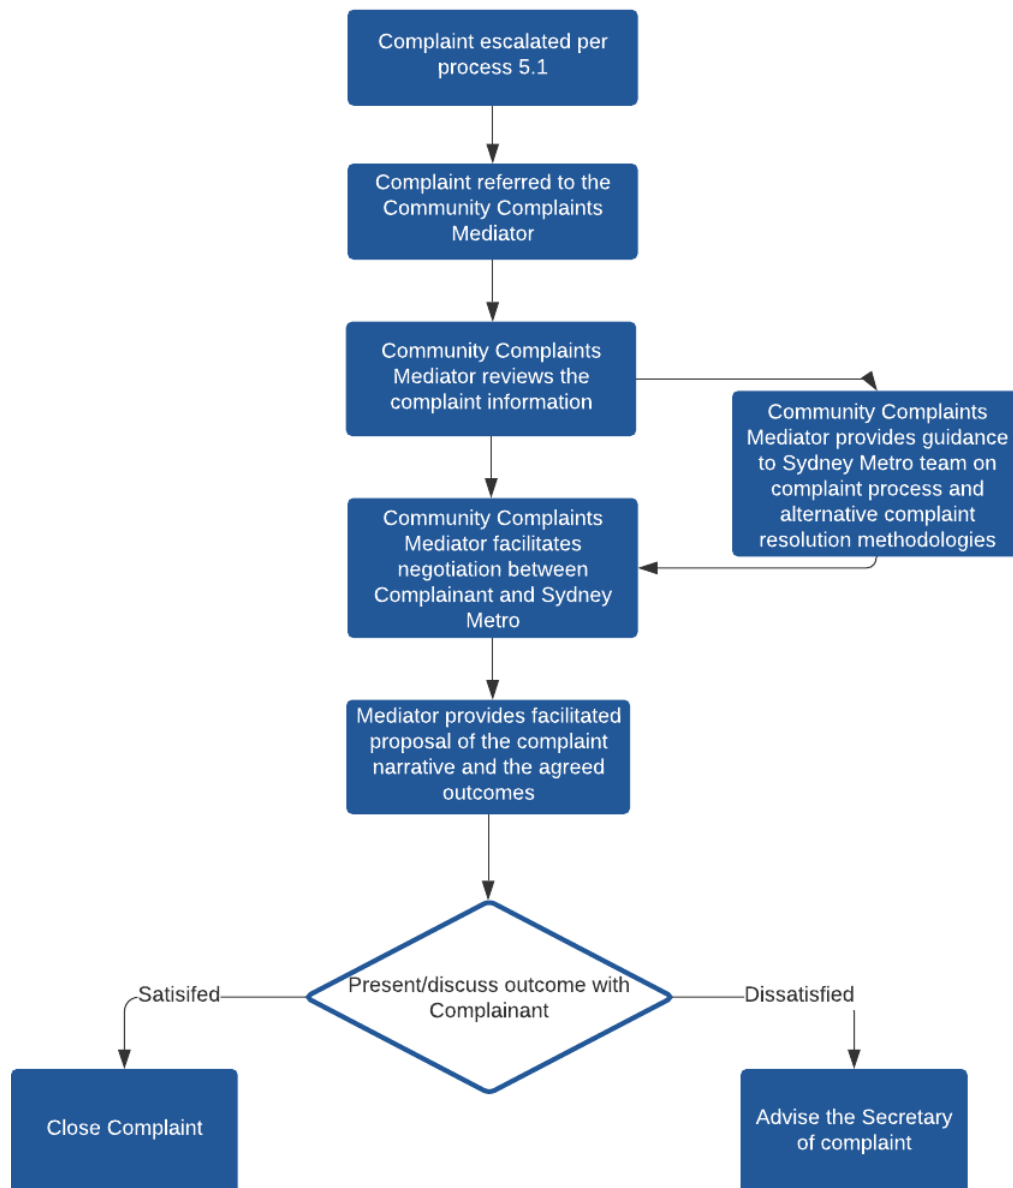 Complaint escalated per
process 5.1
Complaint referred to the
Community Complaints
Mediator
Community Complaints
Mediator reviews the
complaint information
Community Complaints
Mediator provides guidance
to Sydney Metro team on
complaint process and
alternative complaint
resolution methodologies
Community Complaints
Mediator facilitates
negotiation between
Complainant and Sydney
Metro
Mediator provides facilitated
proposal of the complaint
narrative and the agreed
outcomes
Present/discuss outcome with
Complainant
Satisifed
Dissatisfied
Close Complaint
Advise the Secretary
of complaint